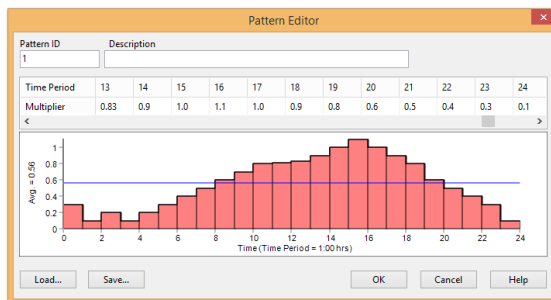 Pattern Editor
Pattern ID Description
1
Time Period 13 14 15 16 17 18 19 20 21 22 23 24
Multiplier 0.83 0.9 1.0 1.1 1.0 0.9 0.8 0.6 0.5 0.4 0.3 0.1
Avg. = 0.56
1
0.8
0.6
0.4
0.2
0
0 2 4 6 8 10 12 14 16 18 20 22 24
Time (Time Period = 1:00 hrs)
Load... Save... OK Cancel Help